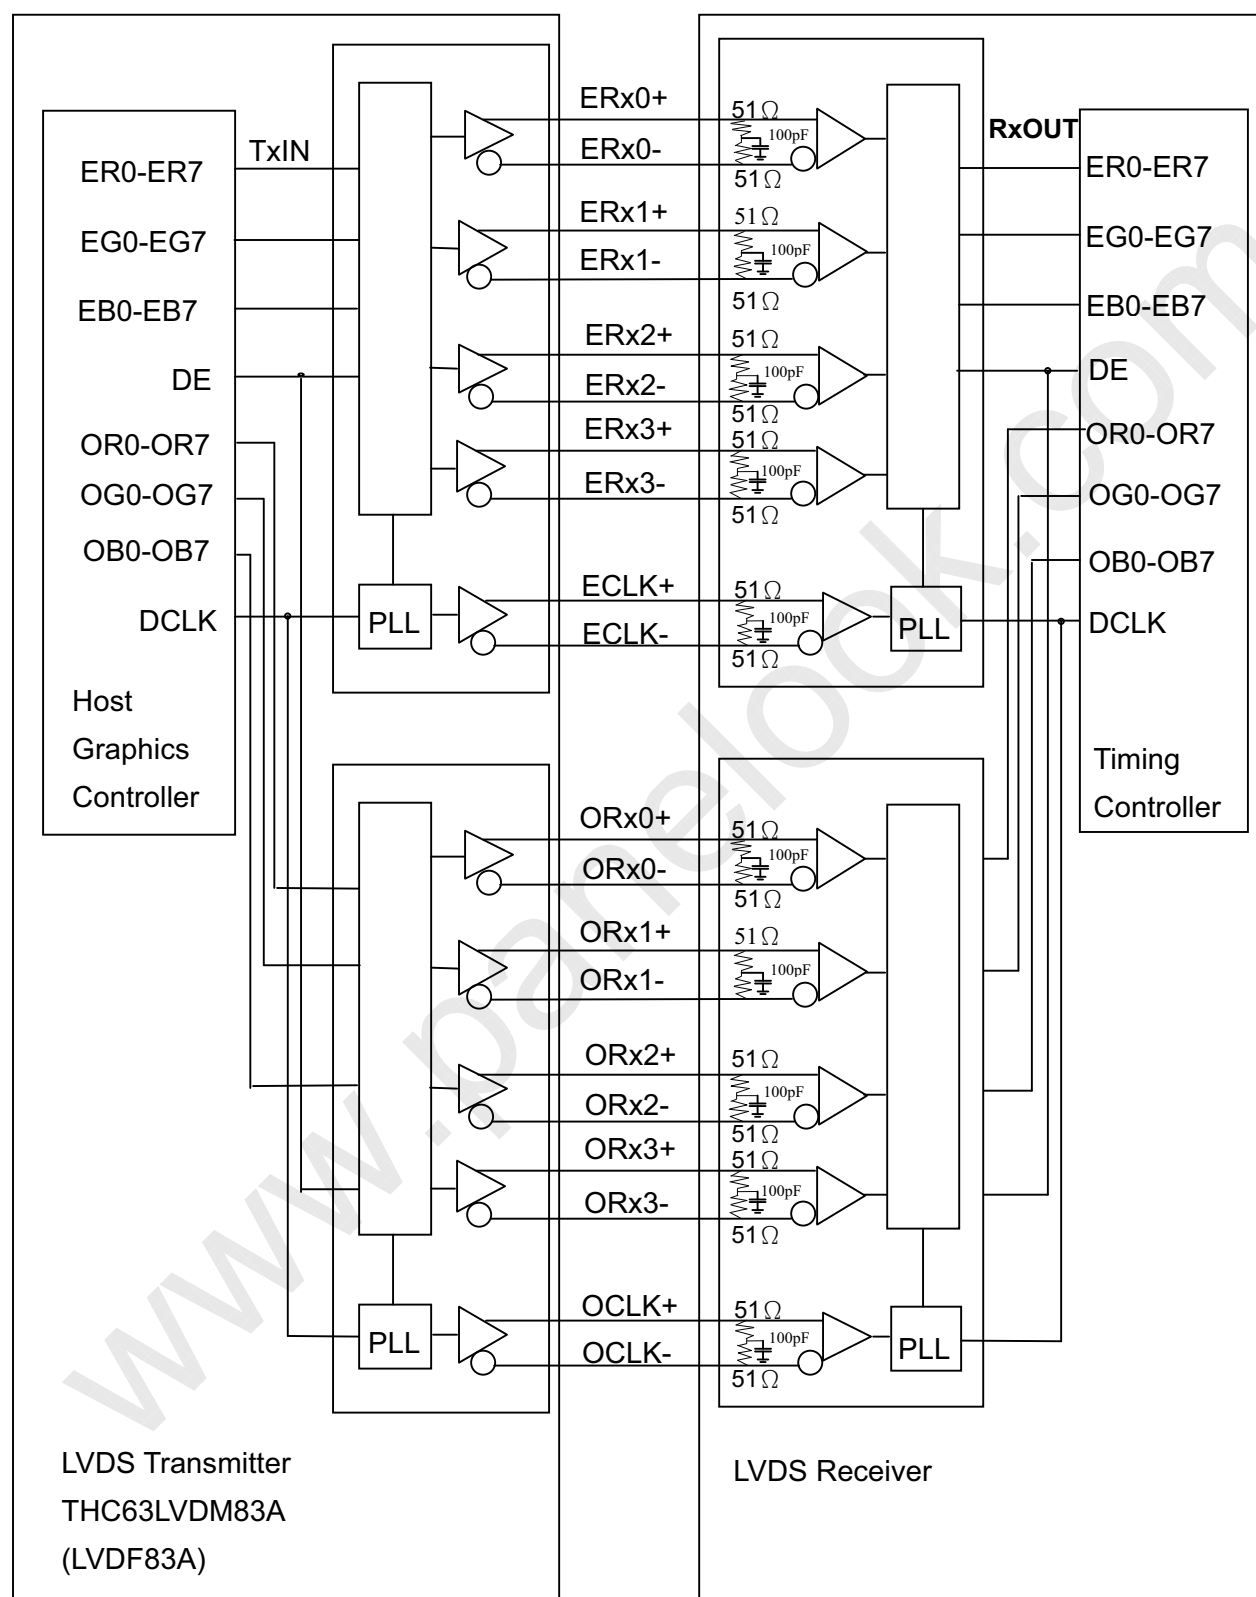 TxIN
ER0-ER7
EG0-EG7
EB0-EB7
DE
OR0-OR7
OG0-OG7
OB0-OB7
DCLK
Host
Graphics
Controller
PLL
ERx0+
ERx0-
ERx1+
ERx1-
ERx2+
ERx2-
ERx3+
ERx3-
ECLK+
ECLK-
51Ω
100pF
51Ω
51Ω
100pF
51Ω
51Ω
100pF
51Ω
51Ω
100pF
51Ω
51Ω
100pF
51Ω
PLL
RxOUT
ER0-ER7
EG0-EG7
EB0-EB7
DE
OR0-OR7
OG0-OG7
OB0-OB7
DCLK
Timing
Controller
PLL
ORx0+
ORx0-
ORx1+
ORx1-
ORx2+
ORx2-
ORx3+
ORx3-
OCLK+
OCLK-
51Ω
100pF
51Ω
51Ω
100pF
51Ω
100pF
51Ω
51Ω
100pF
51Ω
51Ω
100pF
51Ω
PLL
LVDS Transmitter
THC63LVDM83A
(LVDF83A)
LVDS Receiver
www.panelook.com